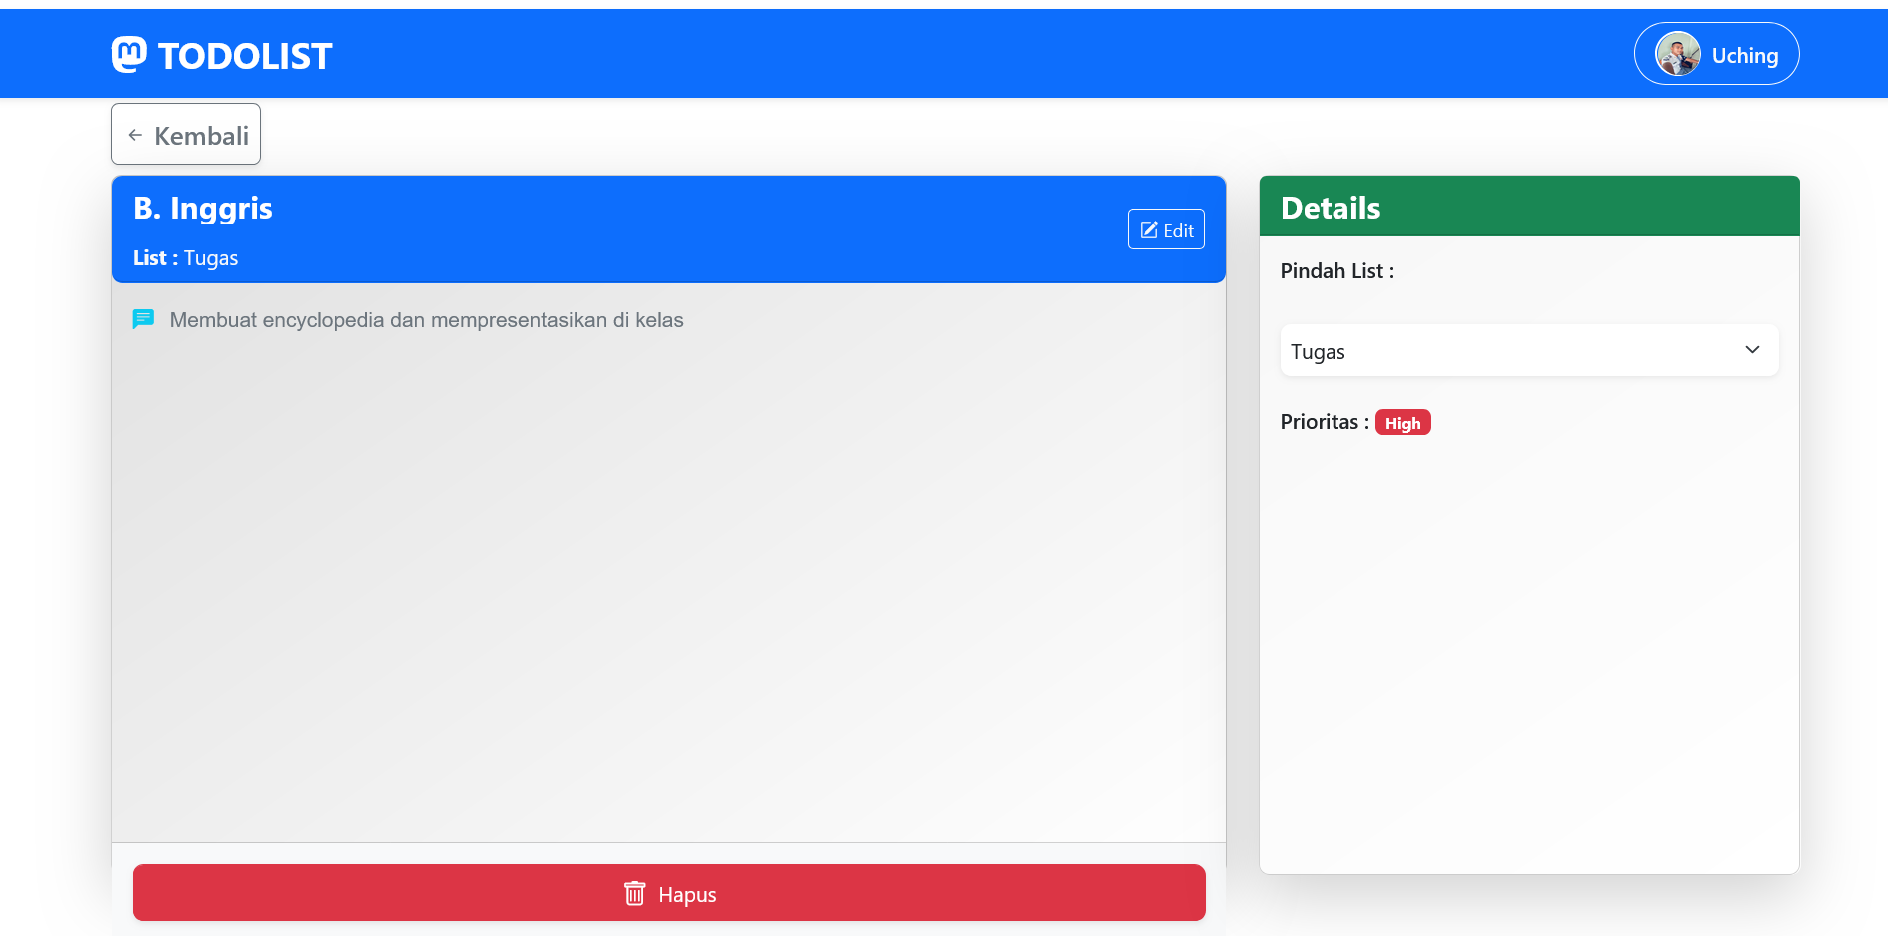 TODOLIST
Uching
Kembali
B. Inggris
Edit
List : Tugas
Membuat encyclopedia dan mempresentasikan di kelas
Hapus
Details
Pindah List :
Tugas
Prioritas : High